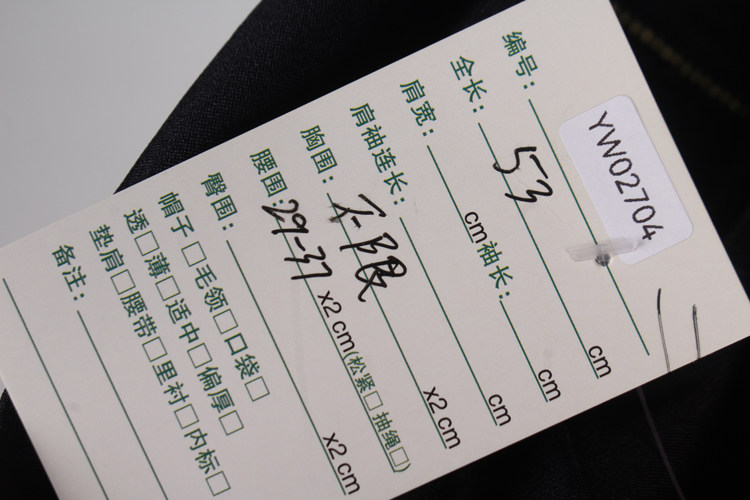 编号: YW02704
全长: 53 cm
肩宽: cm 袖长: cm
肩袖连长: cm
胸围: 不限 x2 cm
腰围: 29-37 x2 cm(松紧□ 抽绳□)
臀围: x2 cm
帽子□毛领□口袋□
透□薄□适中□偏厚□
垫肩□腰带□里衬□内标□
备注: